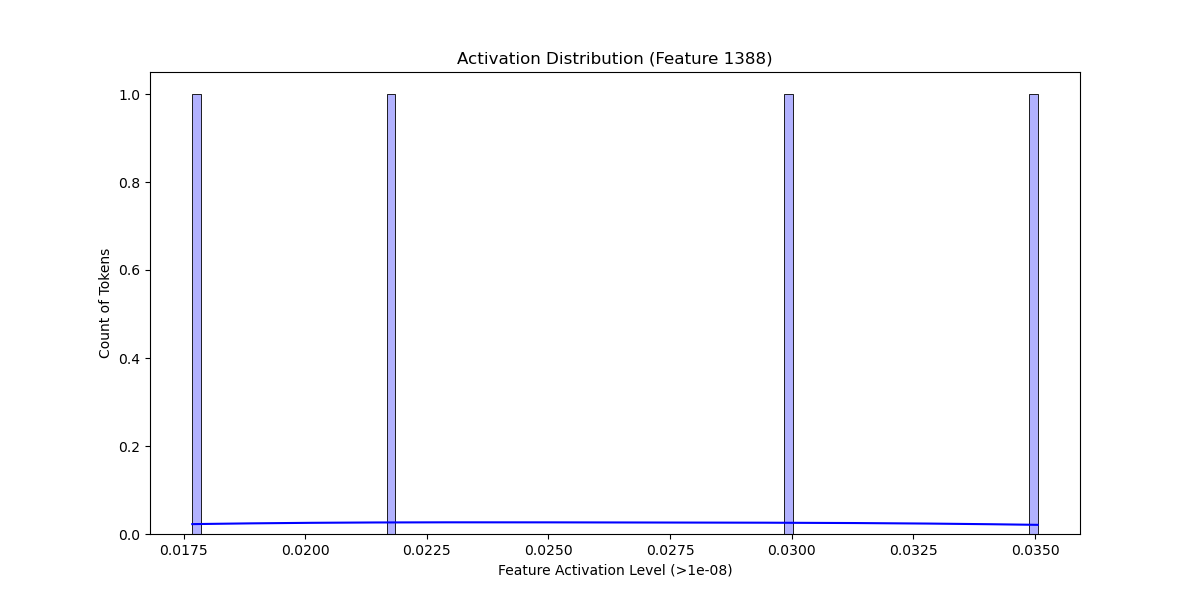 Activation Distribution (Feature 1388)
1.0
0.8
0.6
0.4
0.2
0.0
Count of Tokens
0.0175 0.0200 0.0225 0.0250 0.0275 0.0300 0.0325 0.0350
Feature Activation Level (>1e-08)